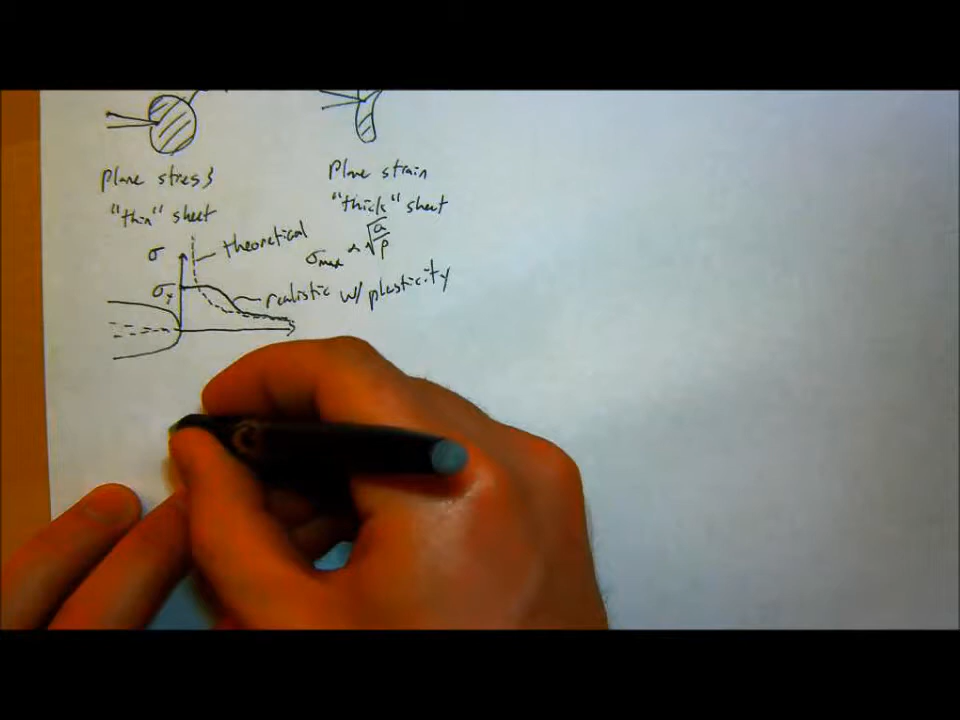 plane stress
plane strain
"thin" sheet
"thick" sheet
σ
theoretical
σmax ∝ √a/ρ
σy
realistic w/ plasticity